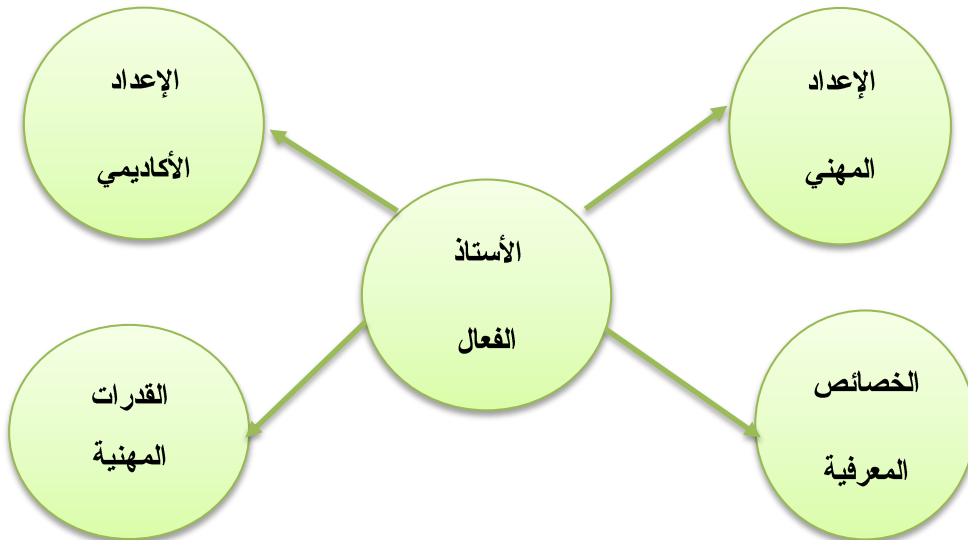 الإعداد
المهني
الإعداد
الأكاديمي
الأستاذ
الفعال
الخصائص
المعرفية
القدرات
المهنية